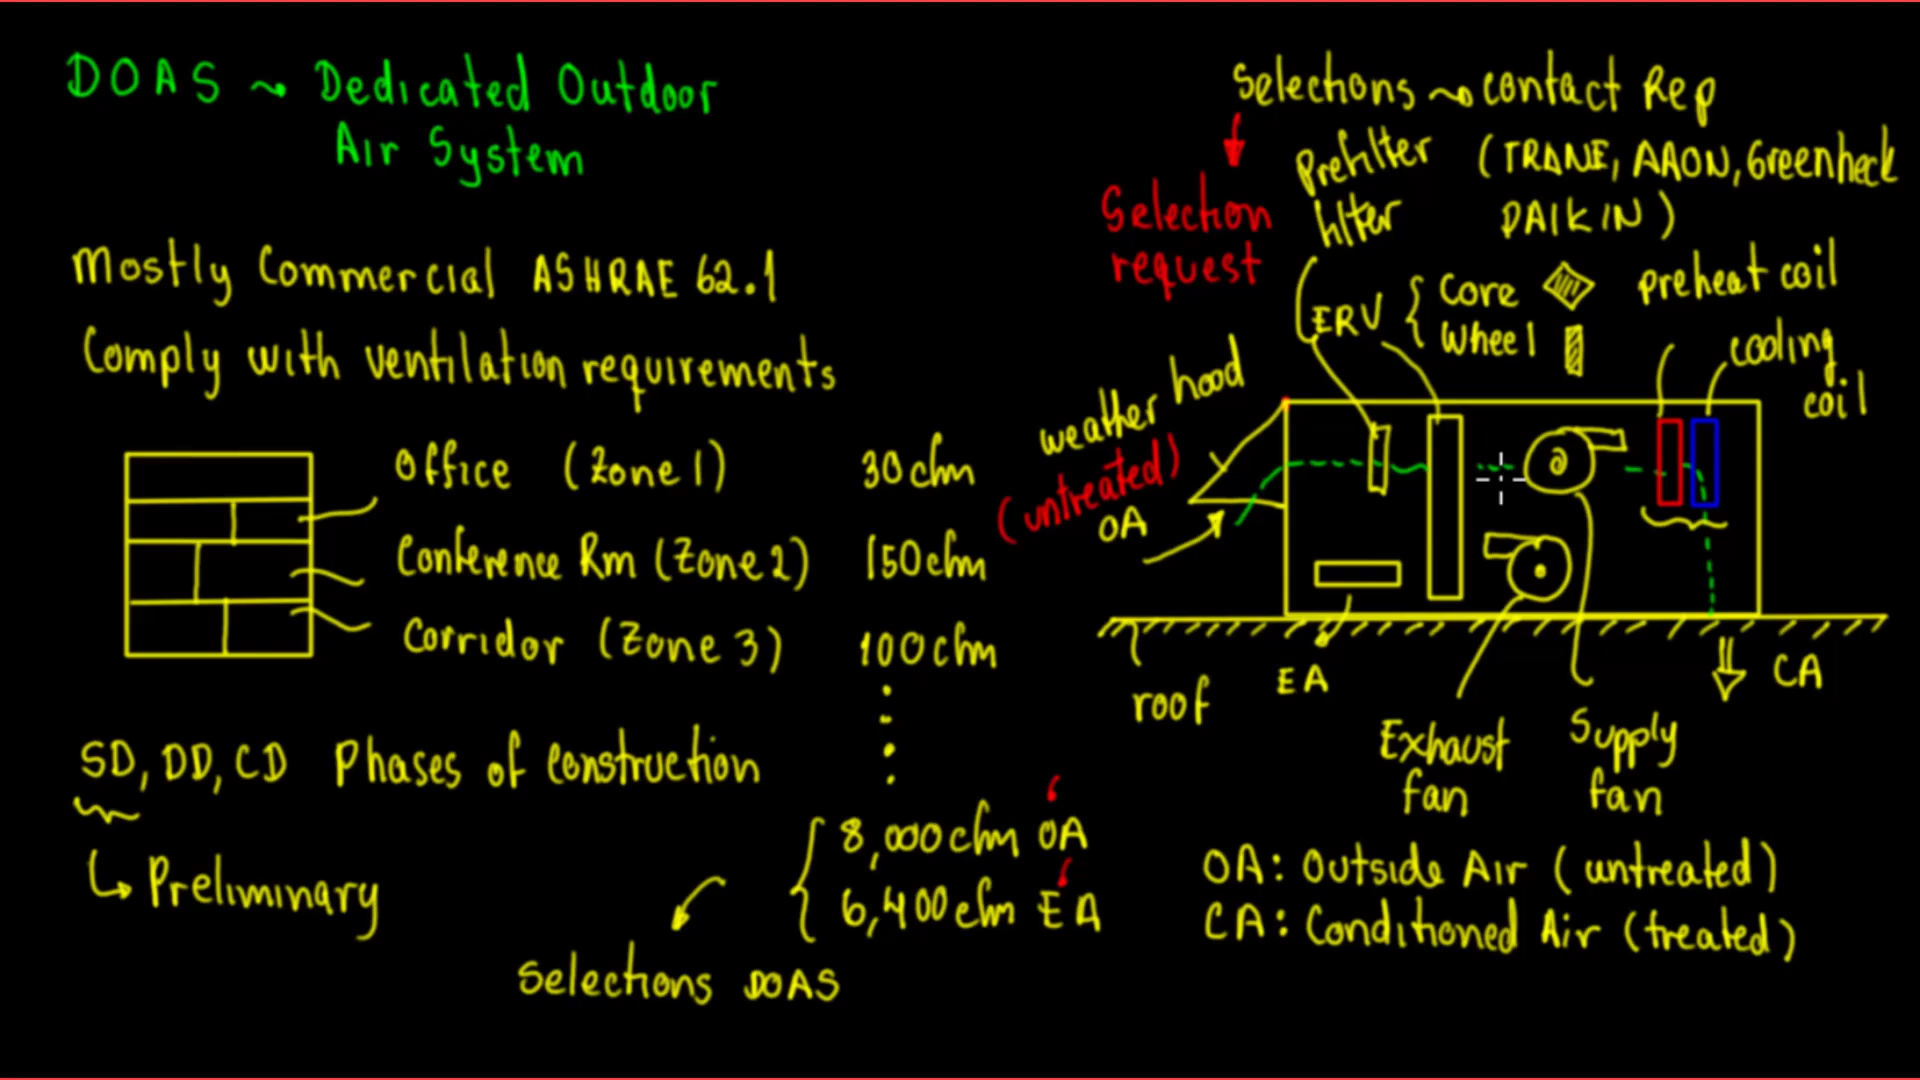 DOAS ~ Dedicated Outdoor
Air System
Mostly Commercial ASHRAE 62.1
Comply with ventilation requirements
Office (Zone 1) 30 cfm
Conference Rm (Zone 2) 150 cfm
Corridor (Zone 3) 100 cfm
SD, DD, CD Phases of Construction
Preliminary
8,000 cfm OA
6,400 cfm EA
Selections DOAS
Selections ~ contact Rep
(TRANE, AAON, Greenheck
DAIKIN)
Selection
request
Prefilter
filter
ERV { Core
Wheel
preheat coil
cooling
coil
weather hood
(untreated)
OA
roof
EA
Exhaust
fan
Supply
fan
CA
OA: Outside Air (untreated)
CA: Conditioned Air (treated)